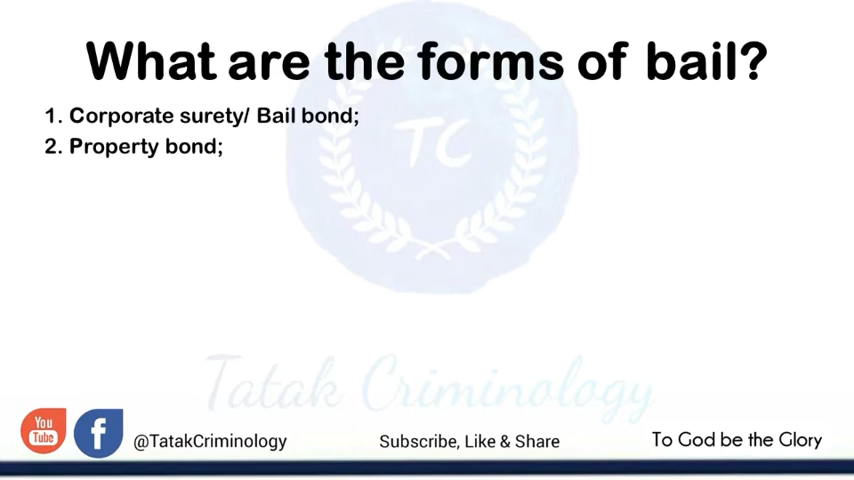 What are the forms of bail?
1. Corporate surety/ Bail bond;
2. Property bond;
TC
Tatak Criminology
You
Tube
f
@TatakCriminology
Subscribe, Like & Share
To God be the Glory